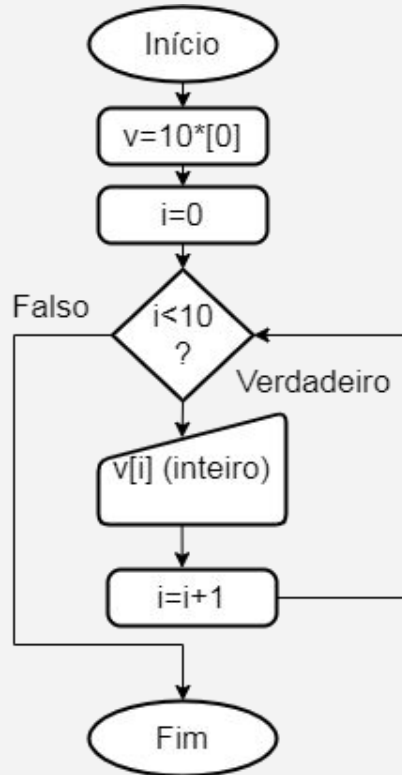 Início
v=10*[0]
i=0
Falso
i<10
?
Verdadeiro
v[i] (inteiro)
i=i+1
Fim